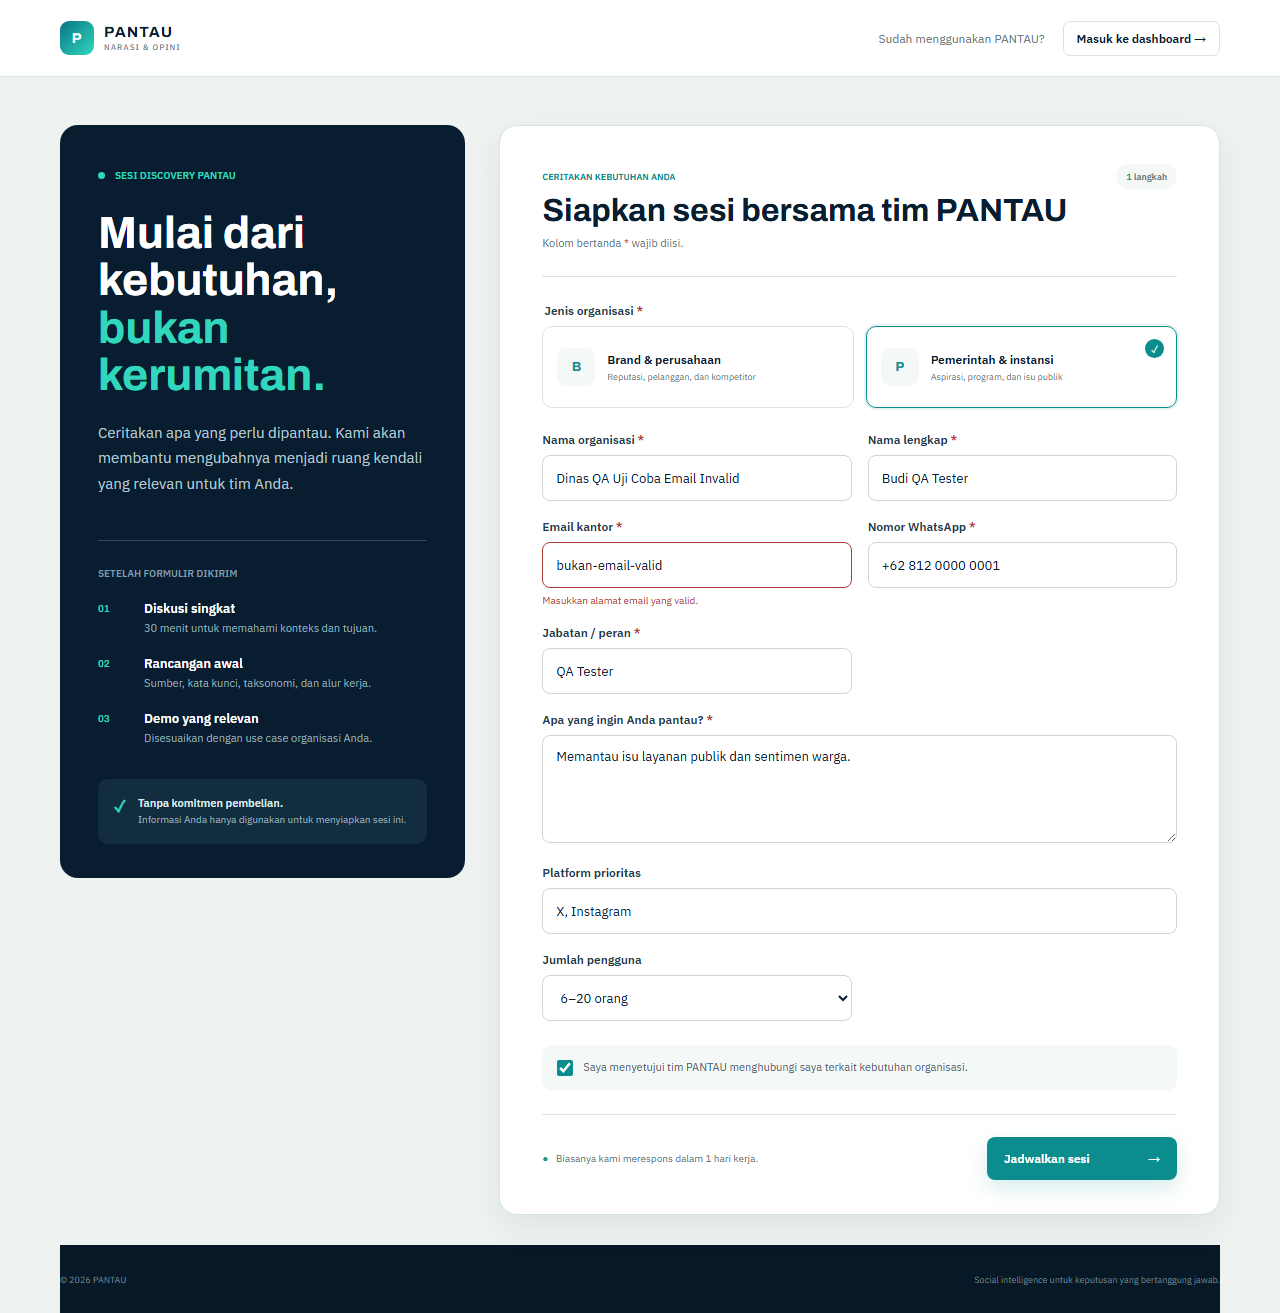 P
PANTAU
NARASI & OPINI
Sudah menggunakan PANTAU?
Masuk ke dashboard →
SESI DISCOVERY PANTAU
Mulai dari
kebutuhan,
bukan
kerumitan.
Ceritakan apa yang perlu dipantau. Kami akan
membantu mengubahnya menjadi ruang kendali
yang relevan untuk tim Anda.
SETELAH FORMULIR DIKIRIM
01
Diskusi singkat
30 menit untuk memahami konteks dan tujuan.
02
Rancangan awal
Sumber, kata kunci, taksonomi, dan alur kerja.
03
Demo yang relevan
Disesuaikan dengan use case organisasi Anda.
✓
Tanpa komitmen pembelian.
Informasi Anda hanya digunakan untuk menyiapkan sesi ini.
CERITAKAN KEBUTUHAN ANDA
1 langkah
Siapkan sesi bersama tim PANTAU
Kolom bertanda * wajib diisi.
Jenis organisasi *
B
Brand & perusahaan
Reputasi, pelanggan, dan kompetitor
P
Pemerintah & instansi
Aspirasi, program, dan isu publik
✓
Nama organisasi *
Dinas QA Uji Coba Email Invalid
Nama lengkap *
Budi QA Tester
Email kantor *
bukan-email-valid
Masukkan alamat email yang valid.
Nomor WhatsApp *
+62 812 0000 0001
Jabatan / peran *
QA Tester
Apa yang ingin Anda pantau? *
Memantau isu layanan publik dan sentimen warga.
Platform prioritas
X, Instagram
Jumlah pengguna
6–20 orang
Saya menyetujui tim PANTAU menghubungi saya terkait kebutuhan organisasi.
Biasanya kami merespons dalam 1 hari kerja.
Jadwalkan sesi →
© 2026 PANTAU
Social intelligence untuk keputusan yang bertanggung jawab.